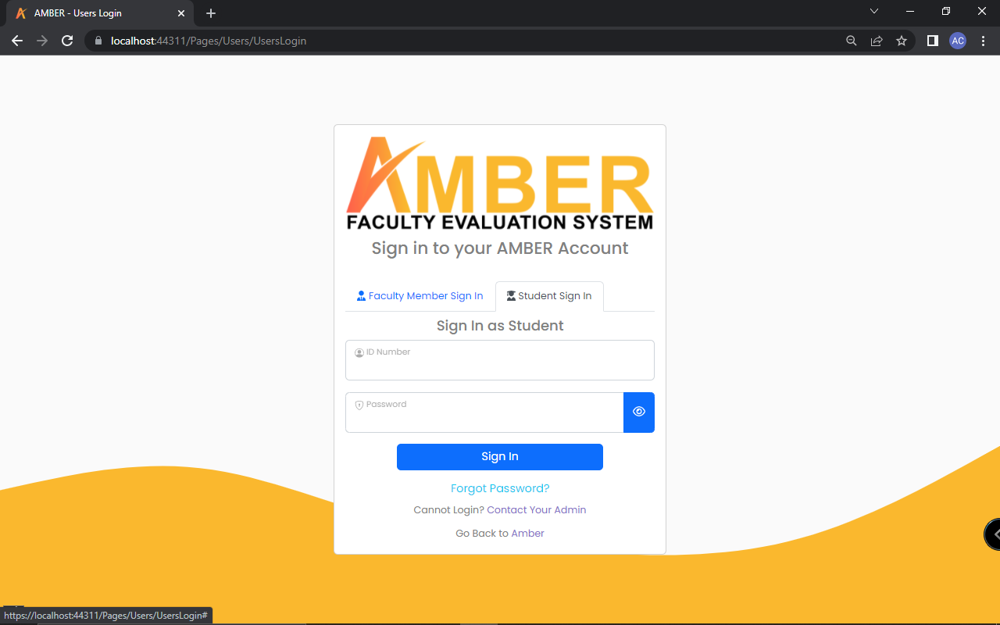 AMBER - Users Login
localhost:44311/Pages/Users/UsersLogin
AC
AMBER
FACULTY EVALUATION SYSTEM
Sign in to your AMBER Account
Faculty Member Sign In
Student Sign In
Sign In as Student
ID Number
Password
Sign In
Forgot Password?
Cannot Login? Contact Your Admin
Go Back to Amber
https://localhost:44311/Pages/Users/UsersLogin#